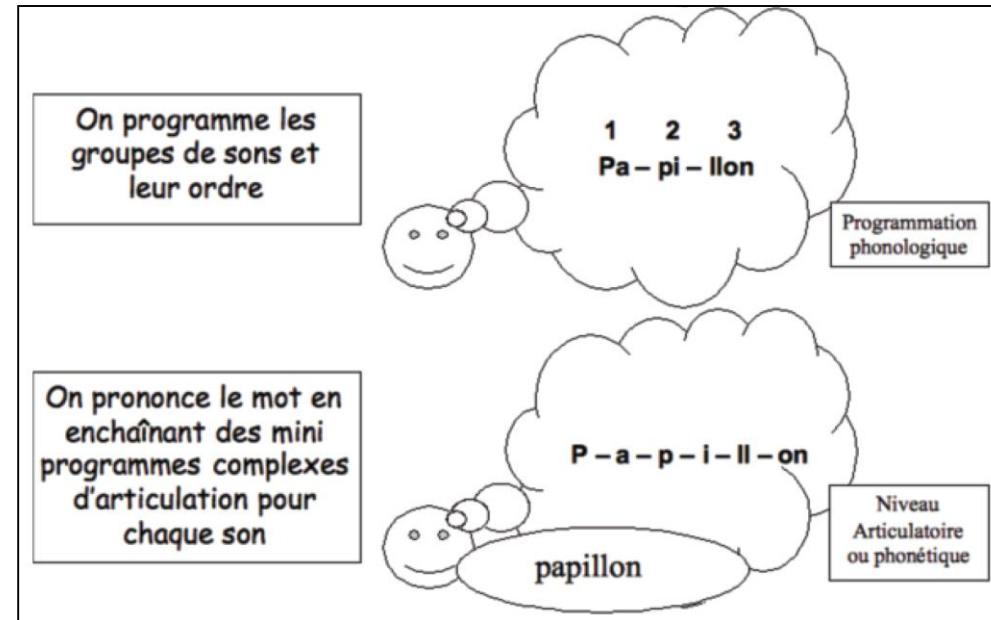 On programme les
groupes de sons et
leur ordre
1 2 3
Pa – pi – llon
Programmation
phonologique
On prononce le mot en
enchaînant des mini
programmes complexes
d'articulation pour
chaque son
P – a – p – i – ll – on
papillon
Niveau
Articulatoire
ou phonétique